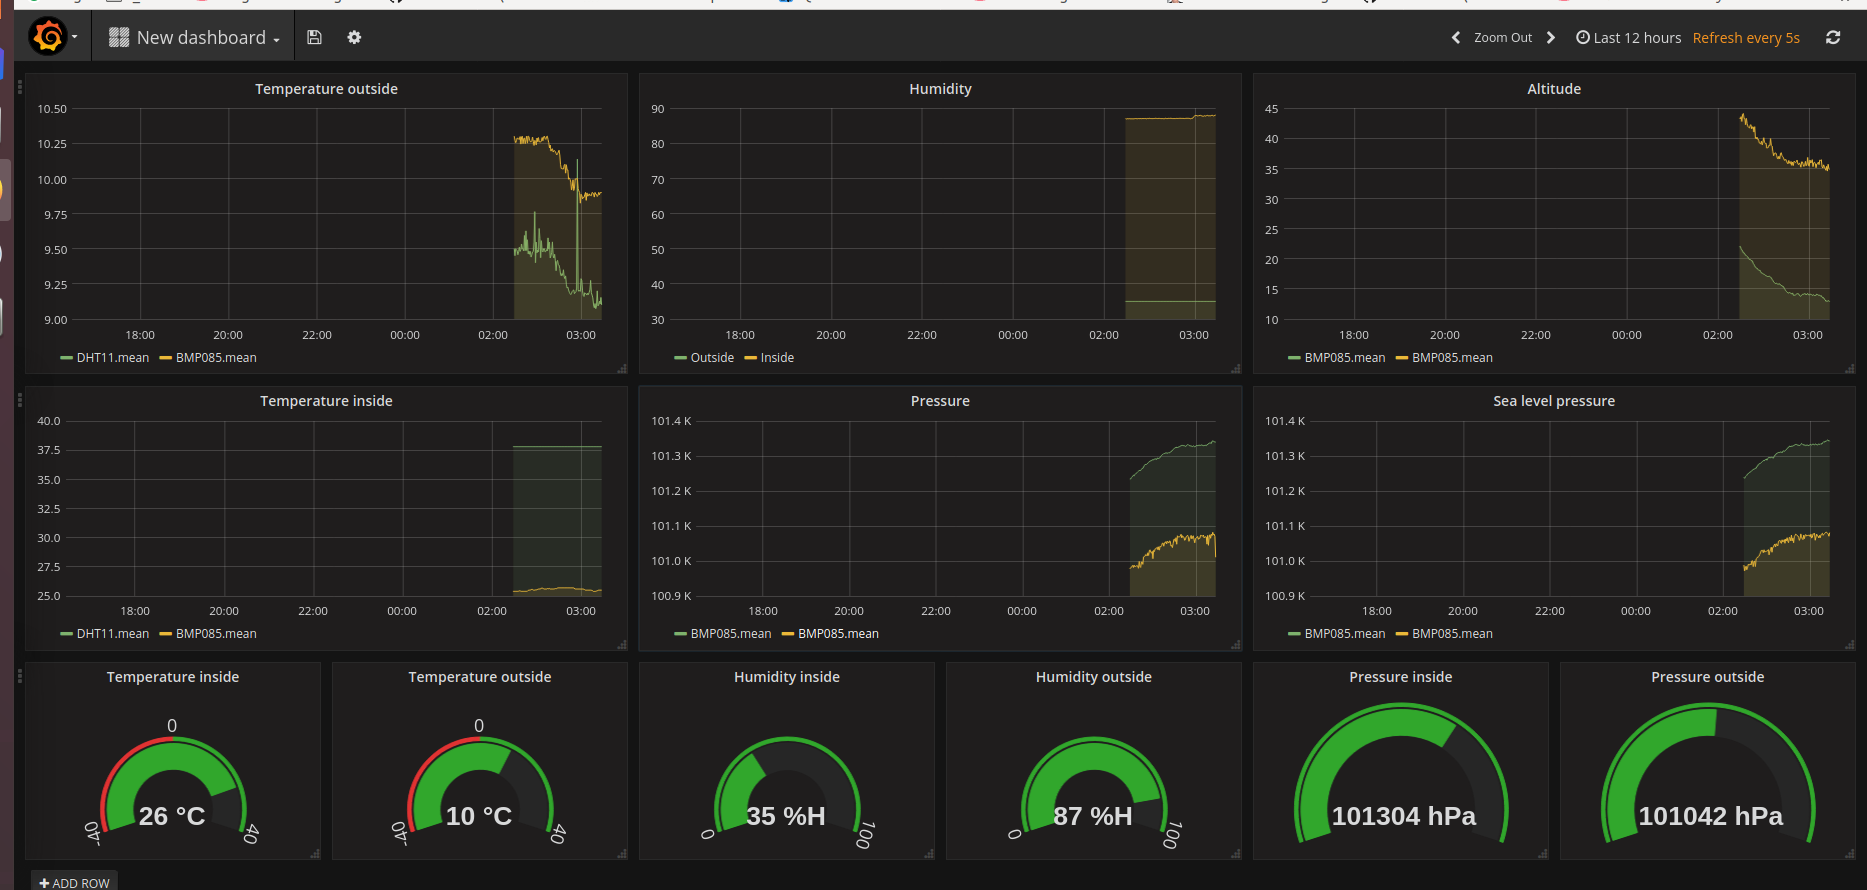 New dashboard
Zoom Out
Last 12 hours
Refresh every 5s
Temperature outside
10.50
10.25
10.00
9.75
9.50
9.25
9.00
18:00 20:00 22:00 00:00 02:00 03:00
DHT11.mean BMP085.mean
Humidity
90
80
70
60
50
40
30
18:00 20:00 22:00 00:00 02:00 03:00
Outside Inside
Altitude
45
40
35
30
25
20
15
10
18:00 20:00 22:00 00:00 02:00 03:00
BMP085.mean BMP085.mean
Temperature inside
40.0
37.5
35.0
32.5
30.0
27.5
25.0
18:00 20:00 22:00 00:00 02:00 03:00
DHT11.mean BMP085.mean
Pressure
101.4 K
101.3 K
101.2 K
101.1 K
101.0 K
100.9 K
18:00 20:00 22:00 00:00 02:00 03:00
BMP085.mean BMP085.mean
Sea level pressure
101.4 K
101.3 K
101.2 K
101.1 K
101.0 K
100.9 K
18:00 20:00 22:00 00:00 02:00 03:00
BMP085.mean BMP085.mean
Temperature inside
0
26 °C
-40
40
Temperature outside
0
10 °C
-40
40
Humidity inside
35 %H
0
100
Humidity outside
87 %H
0
100
Pressure inside
101304 hPa
Pressure outside
101042 hPa
ADD ROW